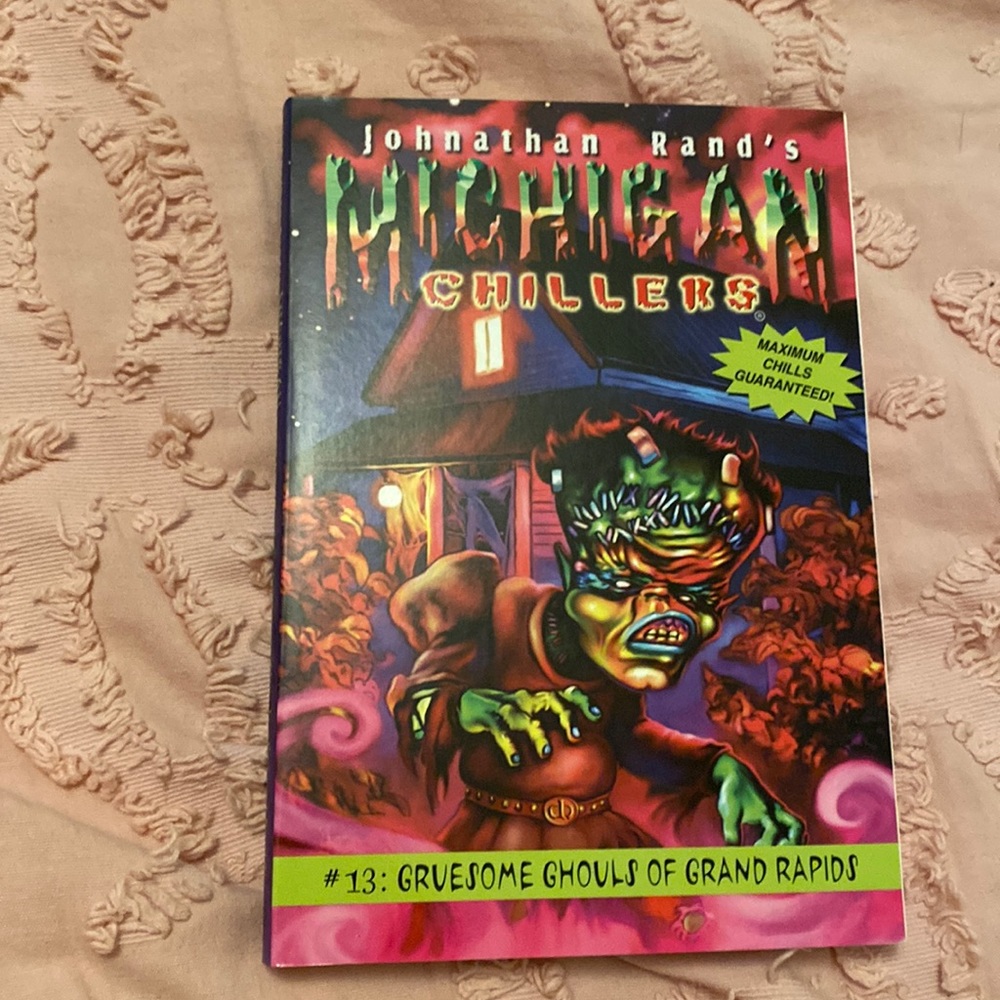 Johnathan Rand's
MICHIGAN
CHILLERS®
MAXIMUM
CHILLS
GUARANTEED!
#13: GRUESOME GHOULS OF GRAND RAPIDS